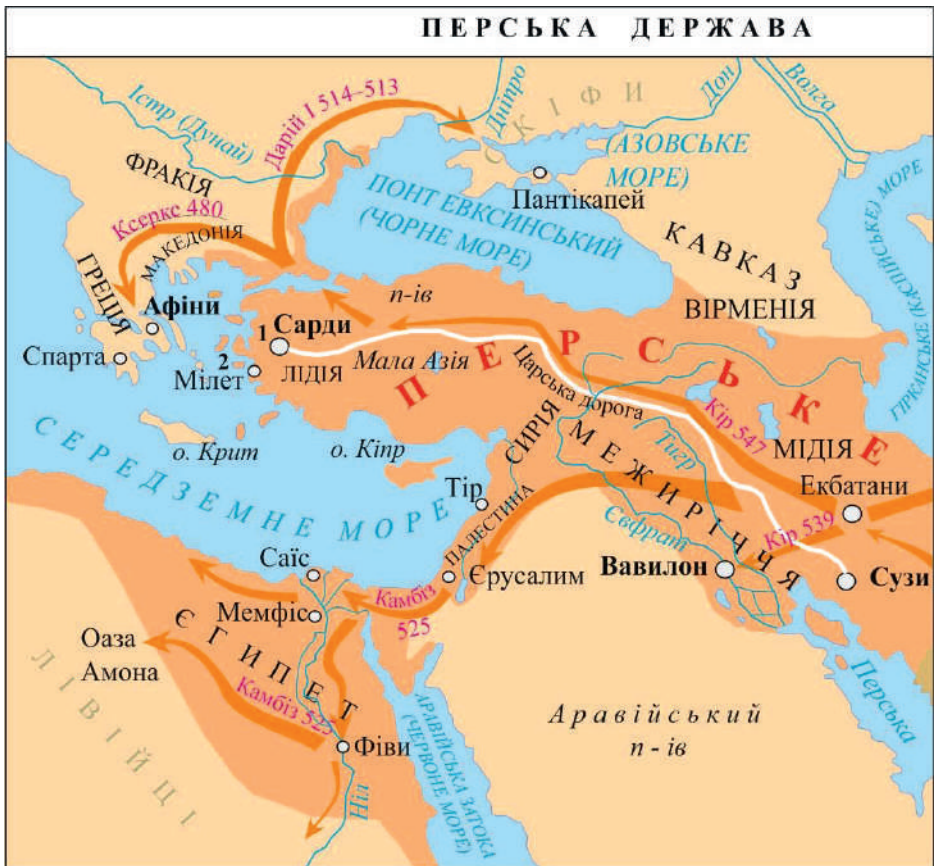 ПЕРСЬКА ДЕРЖАВА
Істр (Дунай)
Дарій І 514–513
Дніпро
СКІФИ
Дон
Волга
(АЗОВСЬКЕ
МОРЕ)
ФРАКІЯ
Пантікапей
ПОНТ ЕВКСИНСЬКИЙ
(ЧОРНЕ МОРЕ)
Ксеркс 480
МАКЕДОНІЯ
КАВКАЗ
ГІРКАНСЬКЕ (КАСПІЙСЬКЕ) МОРЕ
ГРЕЦІЯ
п-ів
ВІРМЕНІЯ
Афіни
1 Сарди
Спарта
2
Мілет
ЛІДІЯ
Мала Азія
ПЕРСЬКЕ
Царська дорога
Кір 547
СЕРЕДЗЕМНЕ МОРЕ
о. Крит
о. Кіпр
СИРІЯ
МЕЖИРІЧЧЯ
Тигр
МІДІЯ
Екбатани
Тір
ПАЛЕСТИНА
Євфрат
Кір 539
Саїс
Єрусалим
Вавилон
Сузи
Мемфіс
Камбіз
525
Оаза
Амона
ЄГИПЕТ
Камбіз 525
ЛІВІЙЦІ
Фіви
Ніл
АРАВІЙСЬКА ЗАТОКА
(ЧЕРВОНЕ МОРЕ)
Аравійський
п - ів
Перська